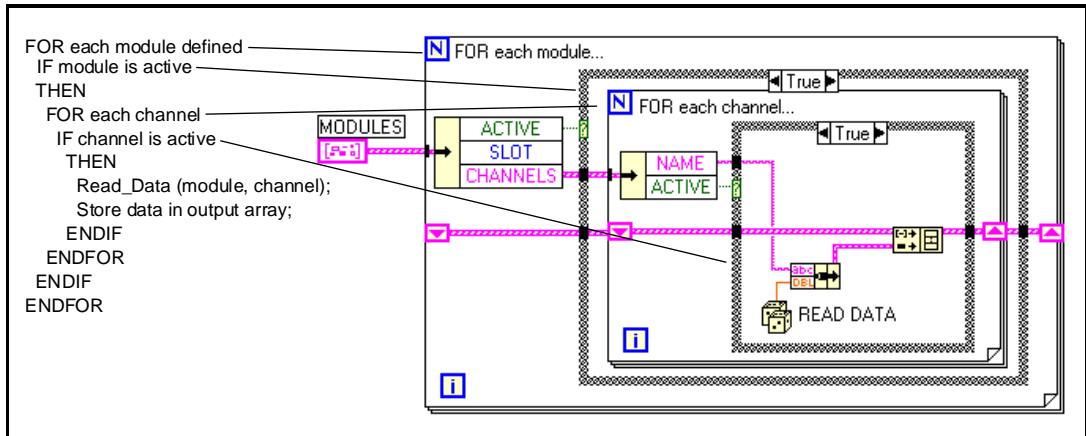 FOR each module defined
IF module is active
THEN
FOR each channel
IF channel is active
THEN
Read_Data (module, channel);
Store data in output array;
ENDIF
ENDFOR
ENDIF
ENDFOR
N FOR each module...
True
N FOR each channel...
True
MODULES
ACTIVE
SLOT
CHANNELS
NAME
ACTIVE
?
?
abc
DBL
READ DATA
i
i